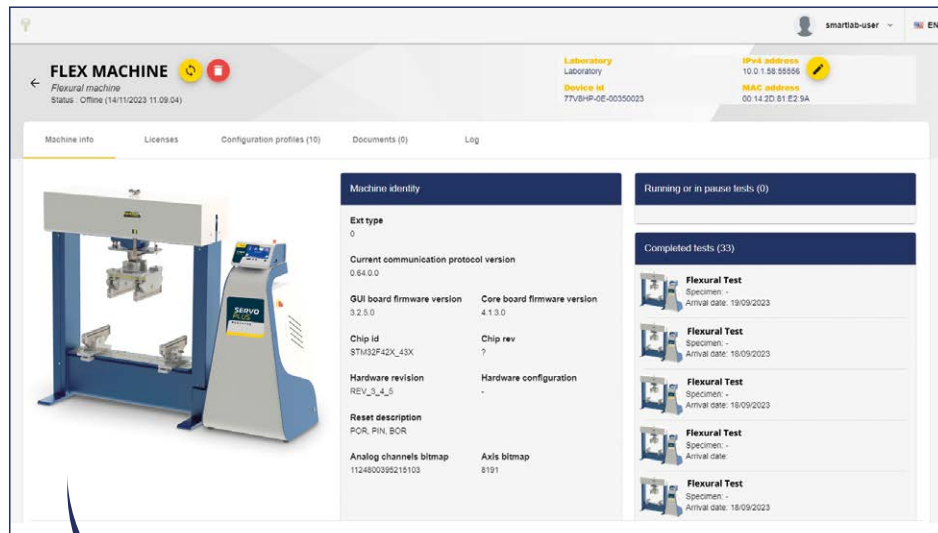 smartlab-user
EN
FLEX MACHINE
Flexural machine
Status : Offline (14/11/2023 11.09.04)
Laboratory
Laboratory
Device Id
77V8HP-0E-00350023
IPv4 address
10.0.1.58:55556
MAC address
00:14:2D:61:E2:9A
Machine info Licenses Configuration profiles (10) Documents (0) Log
SERVO
PLUS
Machine identity
Ext type
0
Current communication protocol version
0.64.0.0
GUI board firmware version
3.2.5.0
Core board firmware version
4.1.3.0
Chip id
STM32F42X_43X
Chip rev
?
Hardware revision
REV_3_4_5
Hardware configuration
-
Reset description
POR, PIN, BOR
Analog channels bitmap
1124800395215103
Axis bitmap
8191
Running or in pause tests (0)
Completed tests (33)
Flexural Test
Specimen: -
Arrival date: 19/09/2023
Flexural Test
Specimen: -
Arrival date: 18/09/2023
Flexural Test
Specimen: -
Arrival date: 18/09/2023
Flexural Test
Specimen: -
Arrival date:
Flexural Test
Specimen: -
Arrival date: 18/09/2023